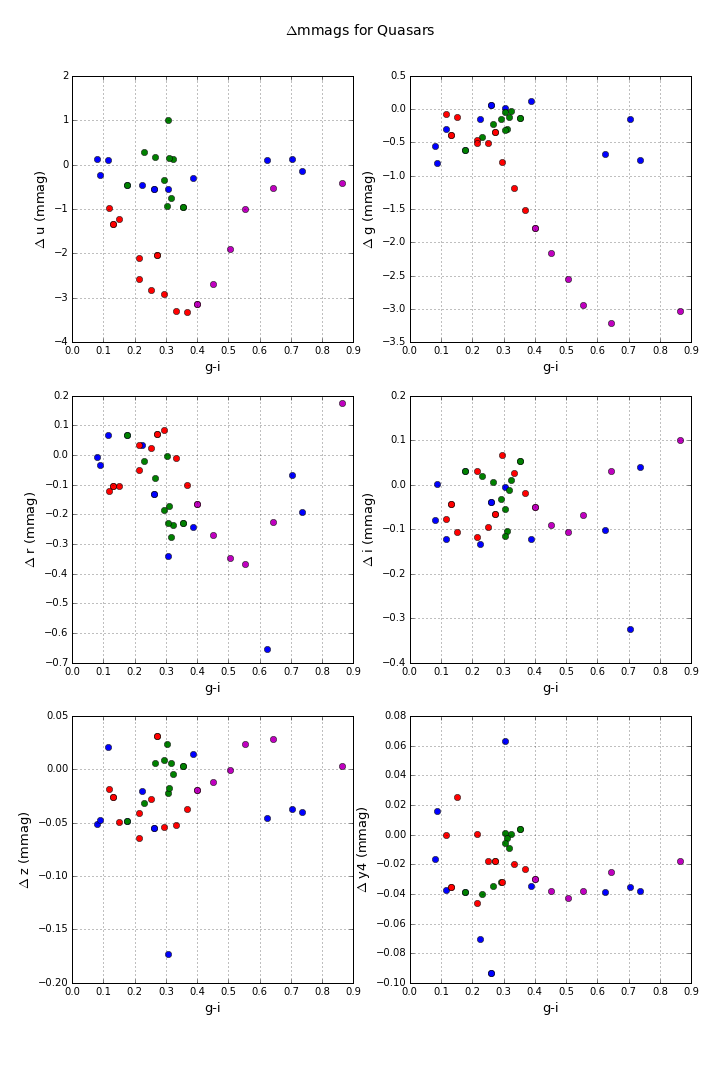 Δmmags for Quasars
2
1
0
−1
−2
−3
−4
Δ u (mmag)
0.0 0.1 0.2 0.3 0.4 0.5 0.6 0.7 0.8 0.9
g-i
0.5
0.0
−0.5
−1.0
−1.5
−2.0
−2.5
−3.0
−3.5
Δ g (mmag)
0.0 0.1 0.2 0.3 0.4 0.5 0.6 0.7 0.8 0.9
g-i
0.2
0.1
0.0
−0.1
−0.2
−0.3
−0.4
−0.5
−0.6
−0.7
Δ r (mmag)
0.0 0.1 0.2 0.3 0.4 0.5 0.6 0.7 0.8 0.9
g-i
0.2
0.1
0.0
−0.1
−0.2
−0.3
−0.4
Δ i (mmag)
0.0 0.1 0.2 0.3 0.4 0.5 0.6 0.7 0.8 0.9
g-i
0.05
0.00
−0.05
−0.10
−0.15
−0.20
Δ z (mmag)
0.0 0.1 0.2 0.3 0.4 0.5 0.6 0.7 0.8 0.9
g-i
0.08
0.06
0.04
0.02
0.00
−0.02
−0.04
−0.06
−0.08
−0.10
Δ y4 (mmag)
0.0 0.1 0.2 0.3 0.4 0.5 0.6 0.7 0.8 0.9
g-i